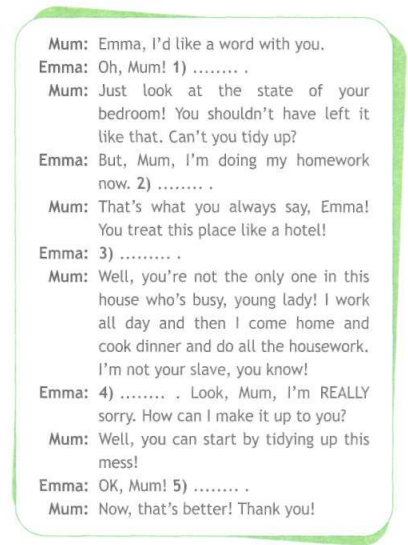 Mum: Emma, I'd like a word with you.
Emma: Oh, Mum! 1) ........ .
Mum: Just look at the state of your
bedroom! You shouldn't have left it
like that. Can't you tidy up?
Emma: But, Mum, I'm doing my homework
now. 2) ........ .
Mum: That's what you always say, Emma!
You treat this place like a hotel!
Emma: 3) ......... .
Mum: Well, you're not the only one in this
house who's busy, young lady! I work
all day and then I come home and
cook dinner and do all the housework.
I'm not your slave, you know!
Emma: 4) ........ . Look, Mum, I'm REALLY
sorry. How can I make it up to you?
Mum: Well, you can start by tidying up this
mess!
Emma: OK, Mum! 5) ........ .
Mum: Now, that's better! Thank you!